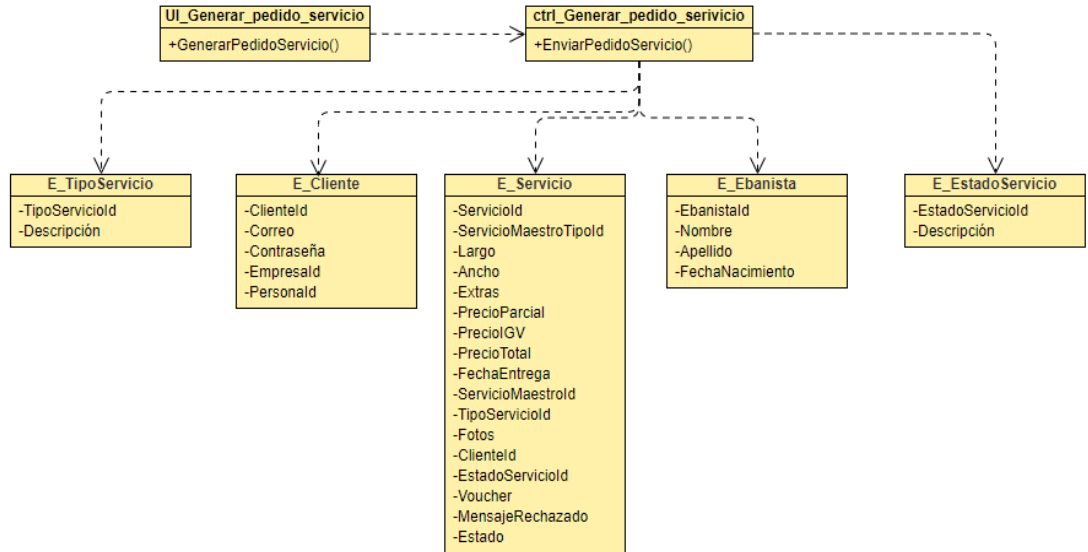 UI_Generar_pedido_servicio
+GenerarPedidoServicio()
ctrl_Generar_pedido_serivicio
+EnviarPedidoServicio()
E_TipoServicio
-TipoServicioId
-Descripción
E_Cliente
-ClienteId
-Correo
-Contraseña
-EmpresaId
-PersonaId
E_Servicio
-ServicioId
-ServicioMaestroTipoId
-Largo
-Ancho
-Extras
-PrecioParcial
-PrecioIGV
-PrecioTotal
-FechaEntrega
-ServicioMaestroId
-TipoServicioId
-Fotos
-ClienteId
-EstadoServicioId
-Voucher
-MensajeRechazado
-Estado
E_Ebanista
-EbanistaId
-Nombre
-Apellido
-FechaNacimiento
E_EstadoServicio
-EstadoServicioId
-Descripción